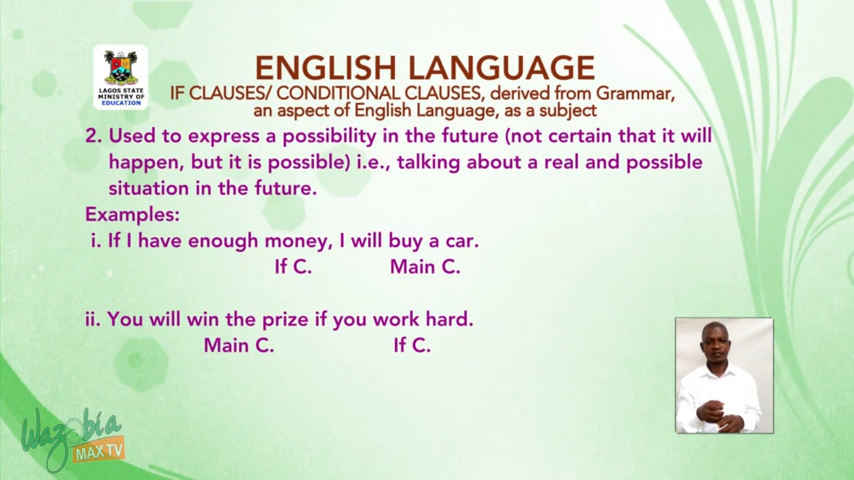 LAGOS STATE
MINISTRY OF
EDUCATION
ENGLISH LANGUAGE
IF CLAUSES/ CONDITIONAL CLAUSES, derived from Grammar,
an aspect of English Language, as a subject
2. Used to express a possibility in the future (not certain that it will
happen, but it is possible) i.e., talking about a real and possible
situation in the future.
Examples:
i. If I have enough money, I will buy a car.
If C. Main C.
ii. You will win the prize if you work hard.
Main C. If C.
Wazobia
MAX TV